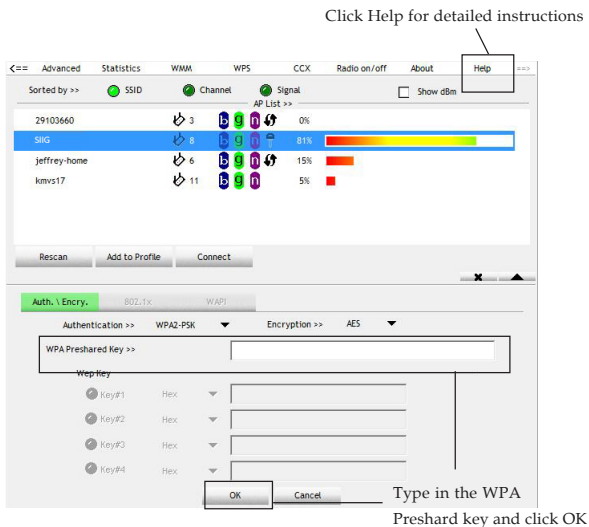 Click Help for detailed instructions
<== Advanced Statistics WMM WPS CCX Radio on/off About Help ==>
Sorted by >> SSID Channel Signal Show dBm
AP List >>
29103660 3 b g n 0%
SIIG 8 b g n 81%
jeffrey-home 6 b g n 15%
kmvs17 11 b g n 5%
Rescan Add to Profile Connect
Auth. \ Encry. 802.1x WAPI
Authentication >> WPA2-PSK Encryption >> AES
WPA Preshared Key >>
Wep Key
Key#1 Hex
Key#2 Hex
Key#3 Hex
Key#4 Hex
OK Cancel
Type in the WPA
Preshard key and click OK